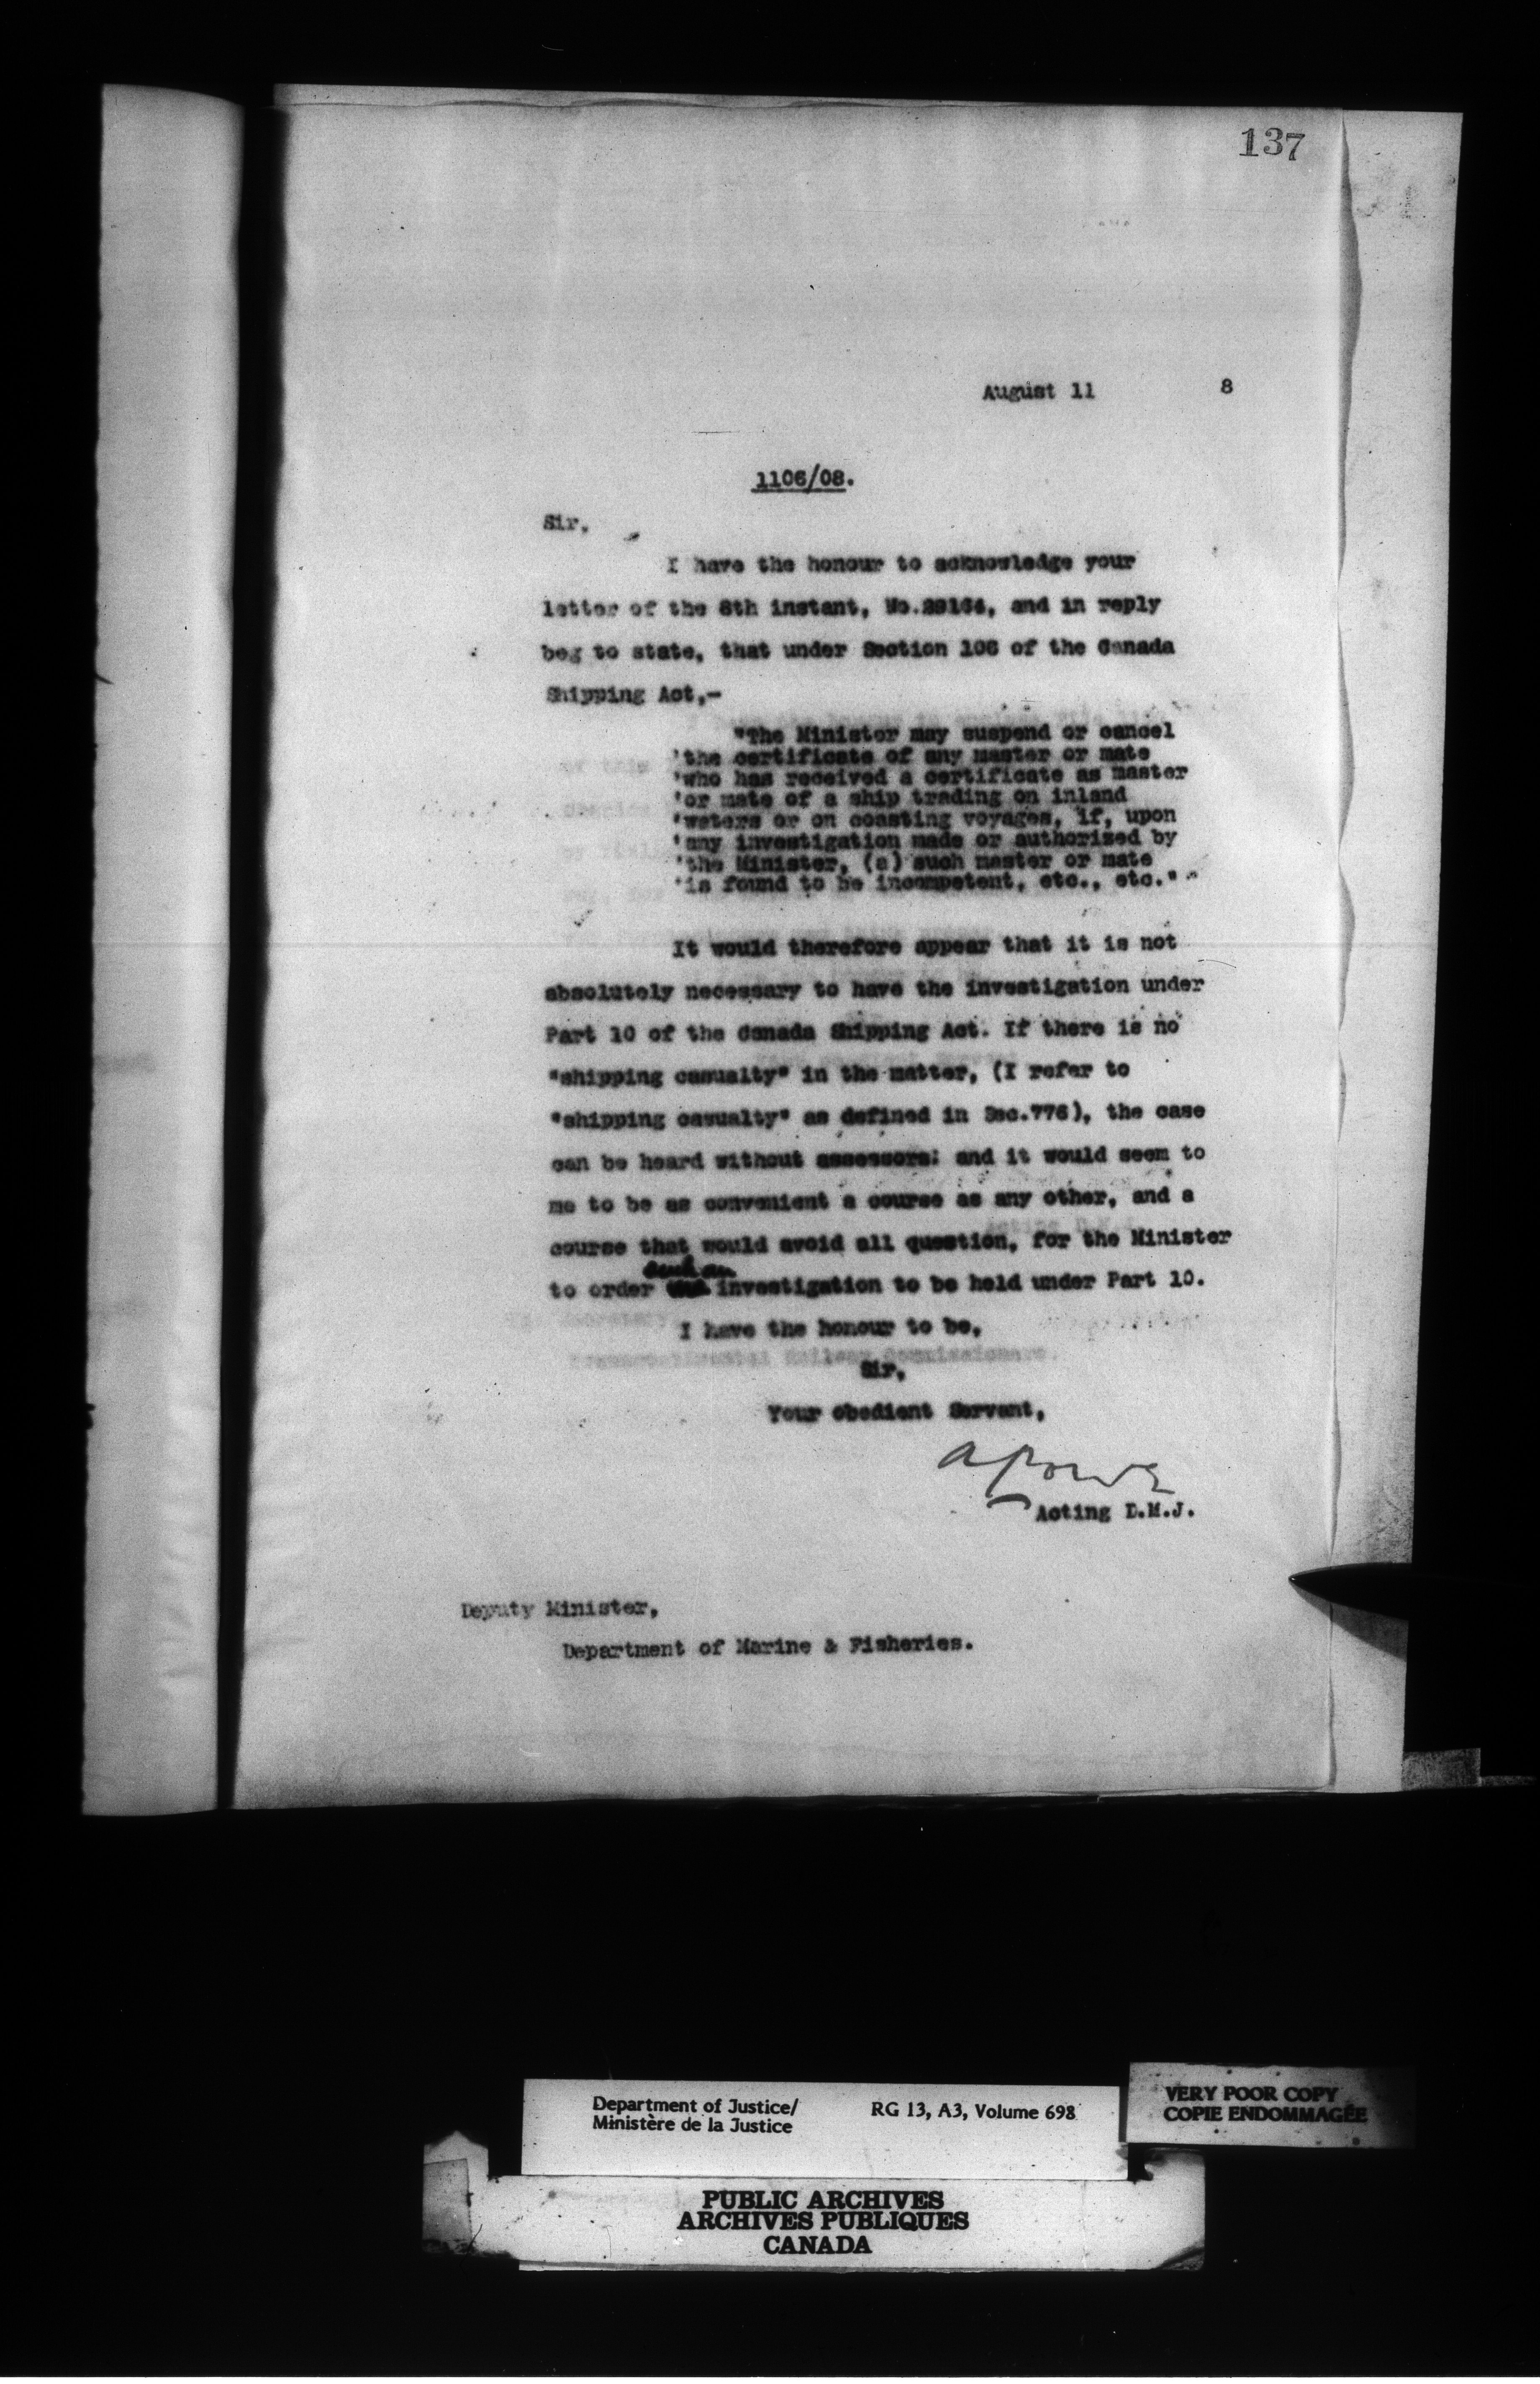 137
August 11 8
1106/08.
Sir,
I have the honour to acknowledge your
letter of the 8th instant, No. and in reply
beg to state, that under Section 106 of the Canada
Shipping Act,-
"The Minister may suspend or cancel
'the certificate of any master or mate
'who has received a certificate as master
'or mate of a ship trading on inland
'waters or on coasting voyages, if, upon
'any investigation made or authorized by
'the Minister, (a) such master or mate
'is found to be incompetent, etc., etc."
It would therefore appear that it is not
absolutely necessary to have the investigation under
Part 10 of the Canada Shipping Act. If there is no
"shipping casualty" in the matter, (I refer to
"shipping casualty" as defined in Sec.776), the case
can be heard without assessors; and it would seem to
me to be as convenient a course as any other, and a
course that would avoid all question, for the Minister
such an
to order investigation to be held under Part 10.
I have the honour to be,
Sir,
Your obedient Servant,
A Power
Acting D.M.J.
Deputy Minister,
Department of Marine & Fisheries.
Department of Justice/ RG 13, A3, Volume 698
Ministère de la Justice
VERY POOR COPY
COPIE ENDOMMAGÉE
PUBLIC ARCHIVES
ARCHIVES PUBLIQUES
CANADA